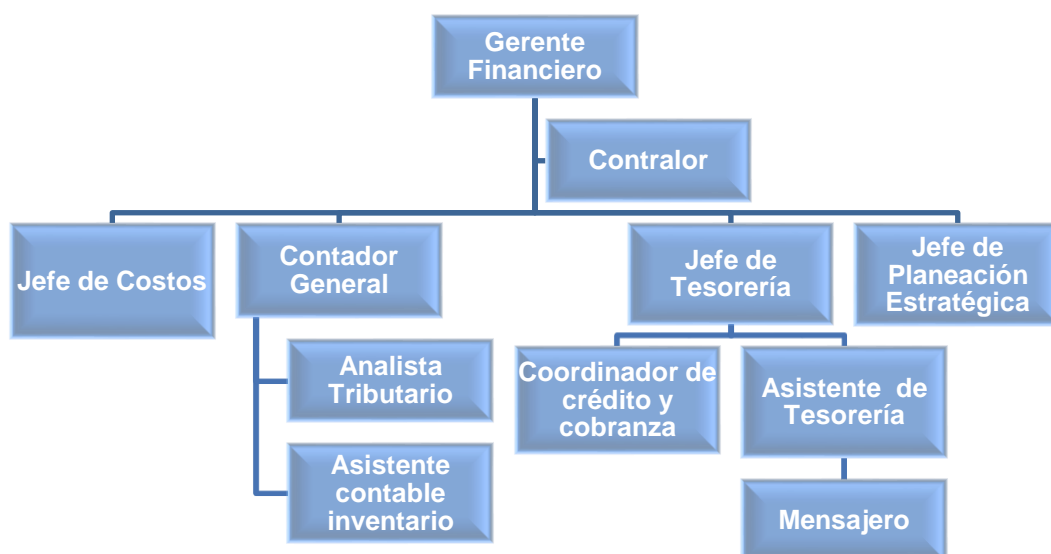 Gerente
Financiero
Contralor
Jefe de Costos
Contador
General
Jefe de
Tesorería
Jefe de
Planeación
Estratégica
Analista
Tributario
Asistente
contable
inventario
Coordinador de
crédito y
cobranza
Asistente de
Tesorería
Mensajero